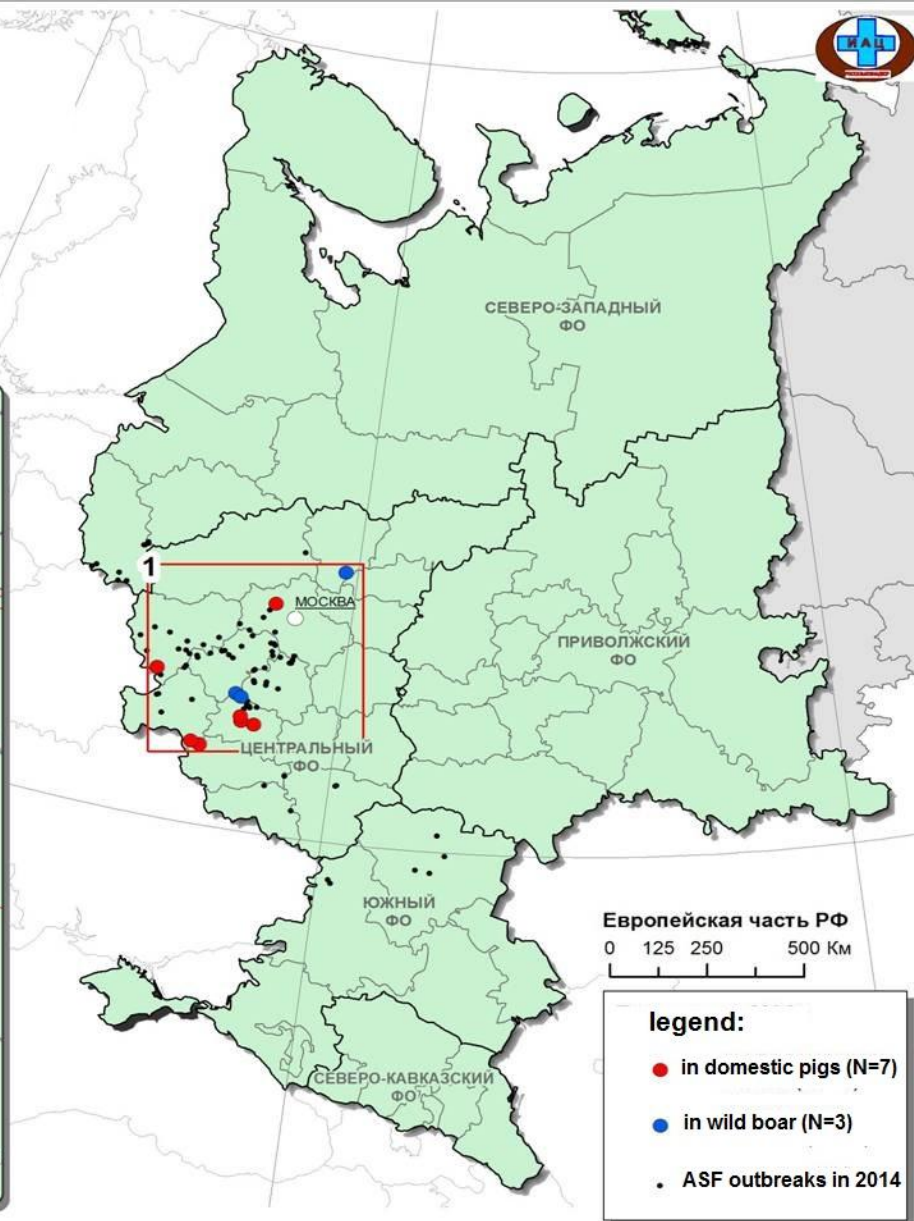 ИАЦ
СЕВЕРО-ЗАПАДНЫЙ
ФО
1
МОСКВА
ПРИВОЛЖСКИЙ
ФО
ЦЕНТРАЛЬНЫЙ
ФО
ЮЖНЫЙ
ФО
Европейская часть РФ
0 125 250 500 Км
legend:
in domestic pigs (N=7)
СЕВЕРО-КАВКАЗСКИЙ
ФО
in wild boar (N=3)
ASF outbreaks in 2014